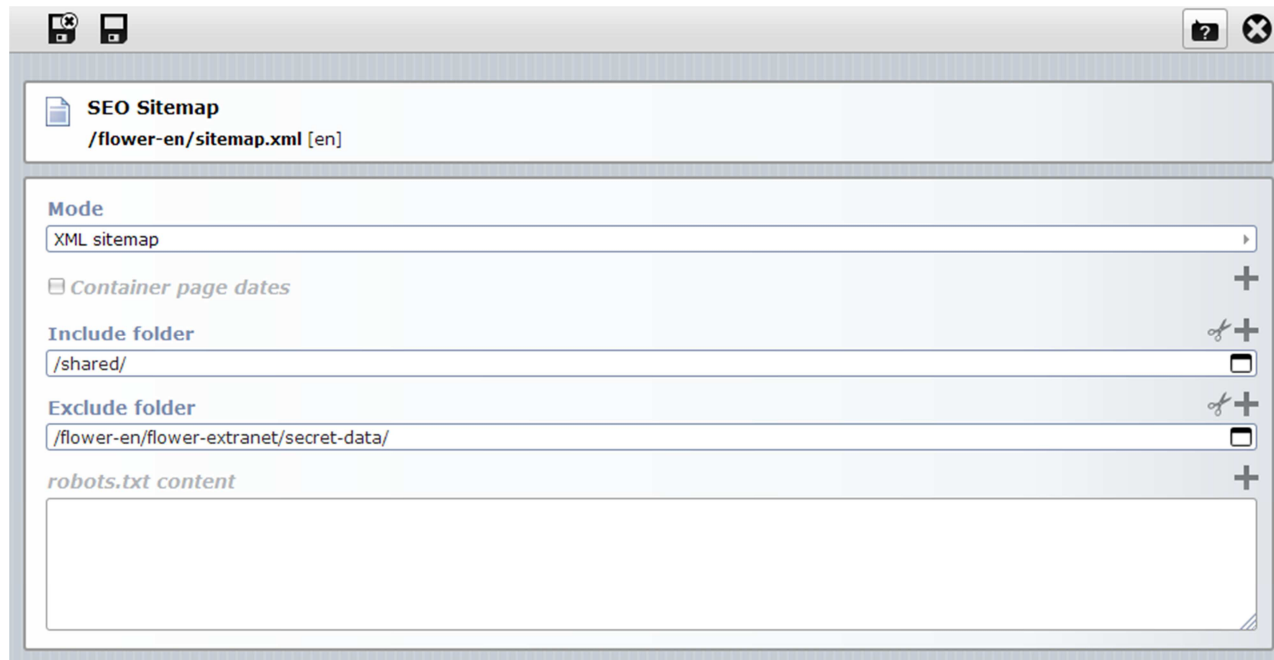 SEO Sitemap
/flower-en/sitemap.xml [en]
Mode
XML sitemap
Container page dates
Include folder
/shared/
Exclude folder
/flower-en/flower-extranet/secret-data/
robots.txt content